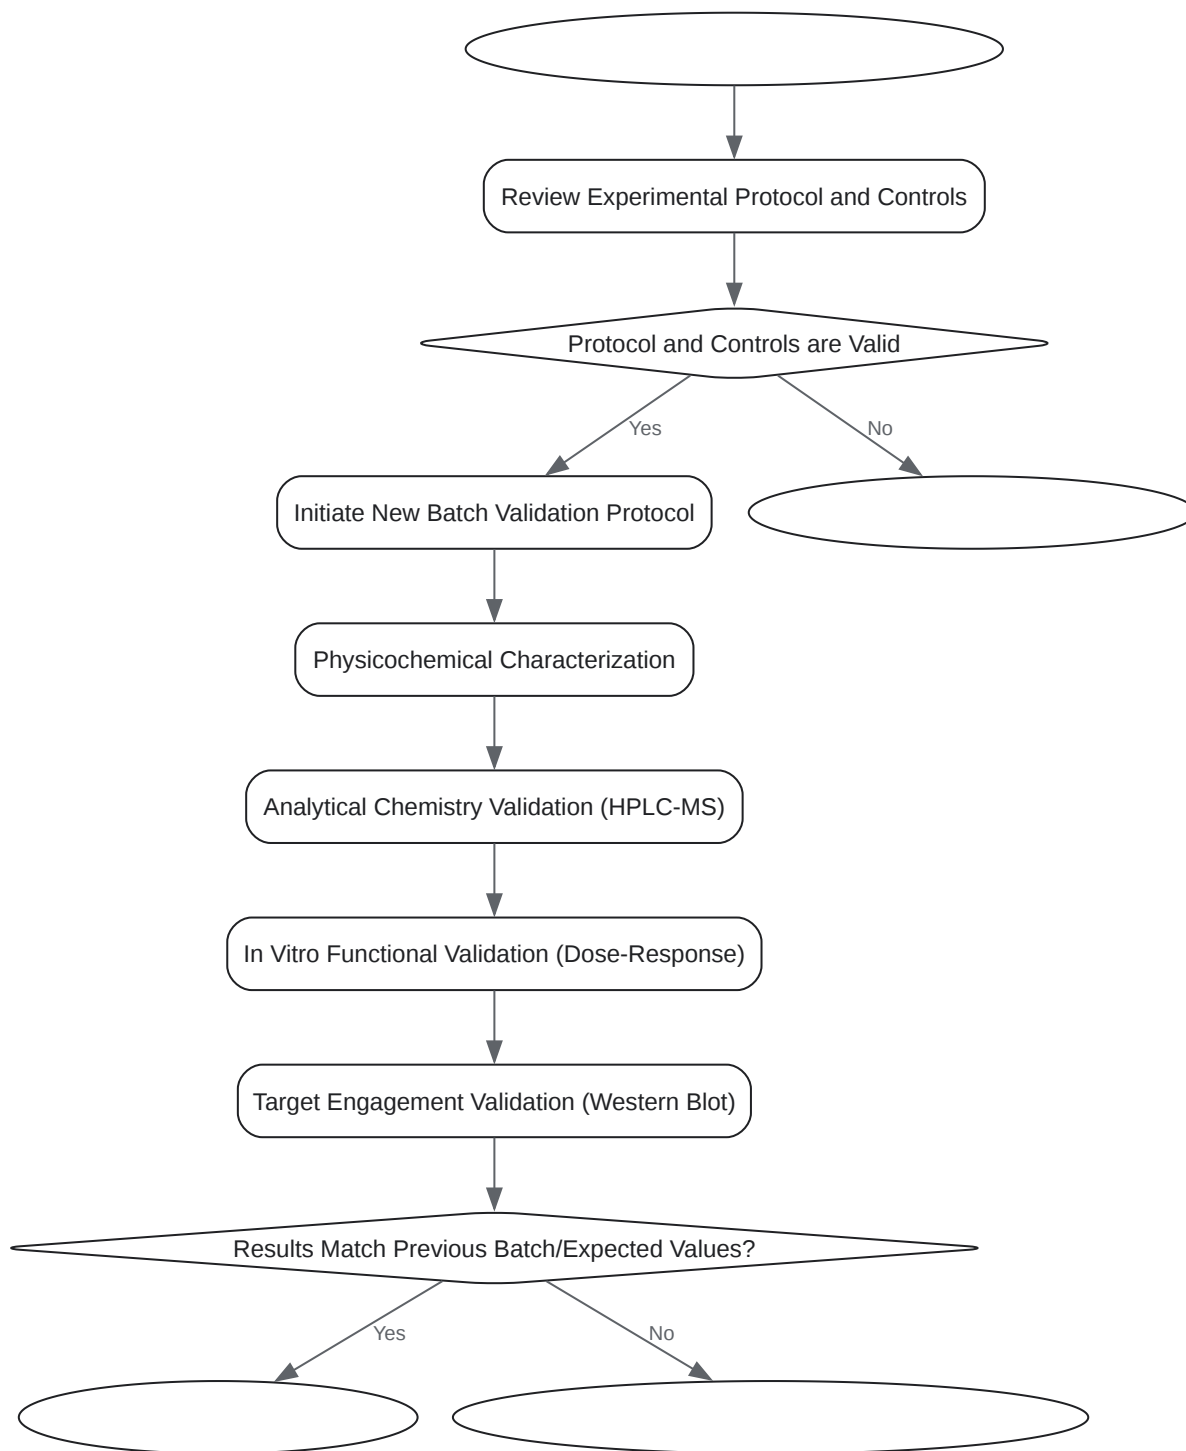 Review Experimental Protocol and Controls
Protocol and Controls are Valid
Yes
No
Initiate New Batch Validation Protocol
Physicochemical Characterization
Analytical Chemistry Validation (HPLC-MS)
In Vitro Functional Validation (Dose-Response)
Target Engagement Validation (Western Blot)
Results Match Previous Batch/Expected Values?
Yes
No